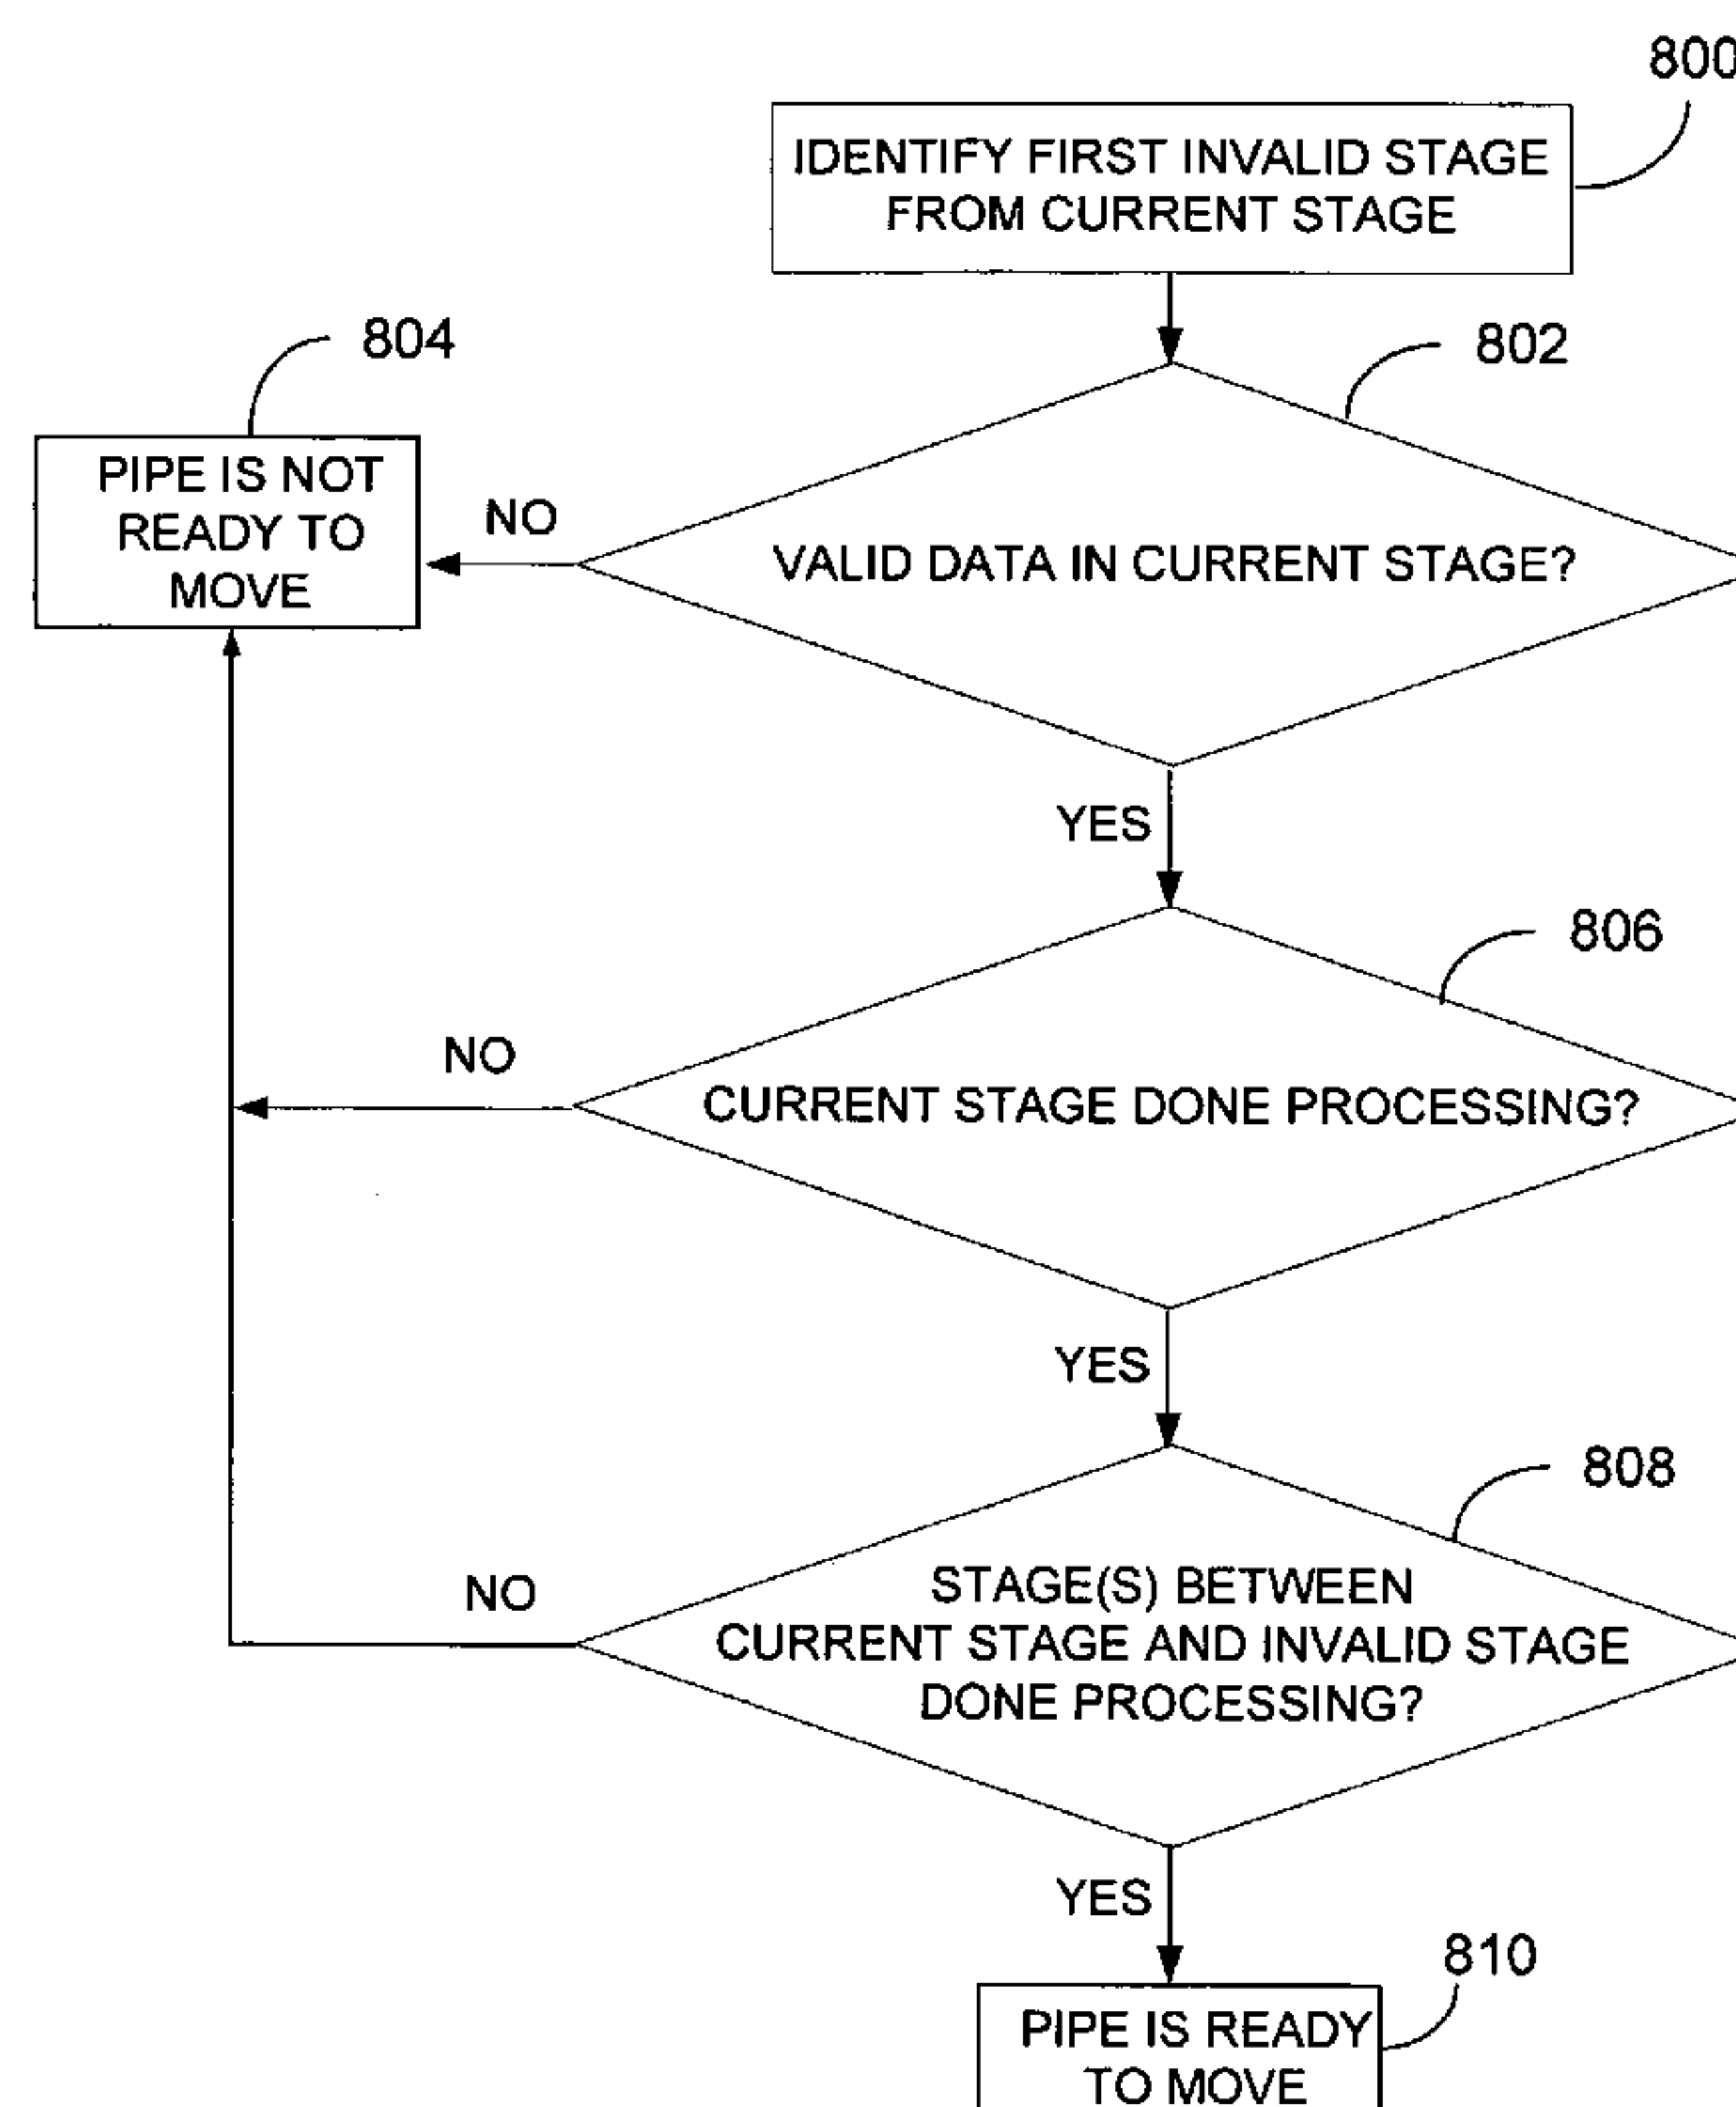 800
IDENTIFY FIRST INVALID STAGE
FROM CURRENT STAGE
804
802
PIPE IS NOT
READY TO
MOVE
NO
VALID DATA IN CURRENT STAGE?
YES
806
NO
CURRENT STAGE DONE PROCESSING?
YES
808
NO
STAGE(S) BETWEEN
CURRENT STAGE AND INVALID STAGE
DONE PROCESSING?
YES
810
PIPE IS READY
TO MOVE